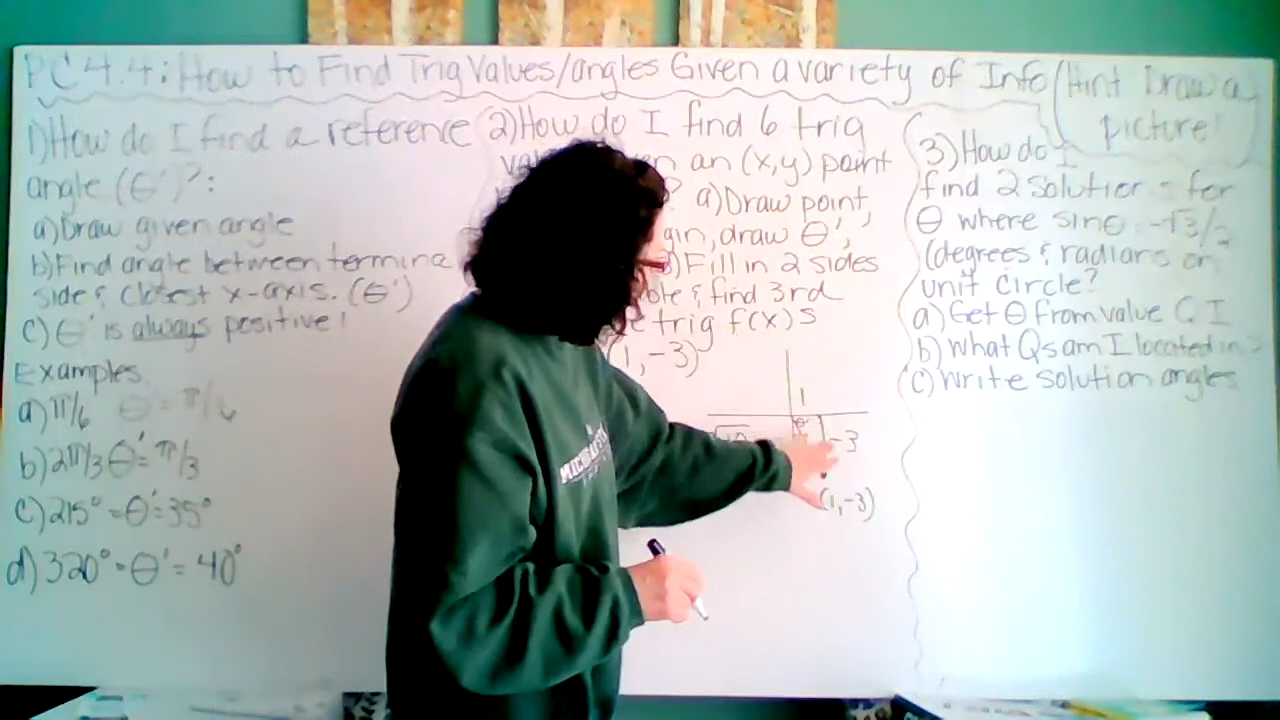 PC 4.4: How to Find Trig Values/angles Given a variety of Info (Hint Draw a picture!
1) How do I find a reference
angle (θ')?:
a) Draw given angle
b) Find angle between termina
side & closest x-axis. (θ')
c) θ' is always positive!
Examples
a) π/6 θ = π/6
b) 2π/3 θ' = π/3
c) 215° = θ' = 35°
d) 320° - θ' = 40°
2) How do I find 6 trig
an (x,y) point
? a) Draw point,
draw θ',
Fill in 2 sides
& find 3rd
trig f(x)s
(1, -3)
1
θ'
-3
(1, -3)
3) How do I
find 2 solutions for
θ where sinθ = -√3/2
(degrees & radians on
unit circle?
a) Get θ from value Q I
b) What Qs am I located in
c) Write solution angles